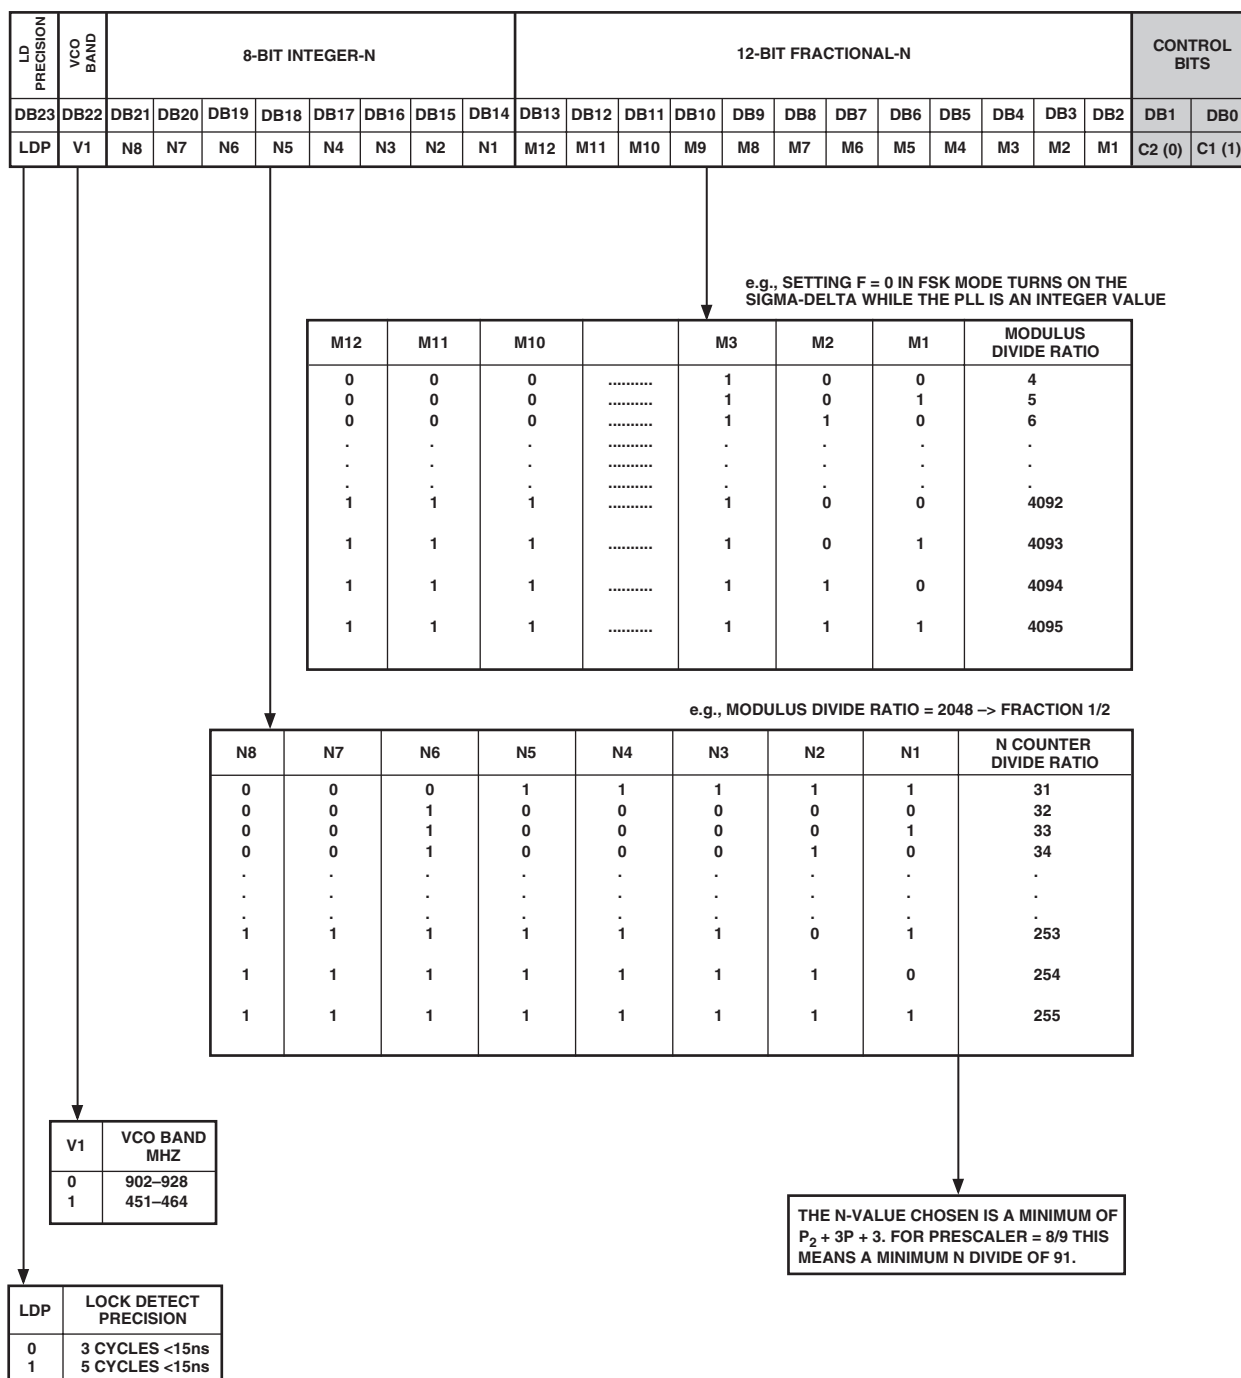 LD PRECISION VCO BAND 8-BIT INTEGER-N 12-BIT FRACTIONAL-N CONTROL BITS
DB23 DB22 DB21 DB20 DB19 DB18 DB17 DB16 DB15 DB14 DB13 DB12 DB11 DB10 DB9 DB8 DB7 DB6 DB5 DB4 DB3 DB2 DB1 DB0
LDP V1 N8 N7 N6 N5 N4 N3 N2 N1 M12 M11 M10 M9 M8 M7 M6 M5 M4 M3 M2 M1 C2 (0) C1 (1)
e.g., SETTING F = 0 IN FSK MODE TURNS ON THE
SIGMA-DELTA WHILE THE PLL IS AN INTEGER VALUE
M12 M11 M10 M3 M2 M1 MODULUS DIVIDE RATIO
0 0 0 .......... 1 0 0 4
0 0 0 .......... 1 0 1 5
0 0 0 .......... 1 1 0 6
. . . .......... . . . .
. . . .......... . . . .
. . . .......... . . . .
1 1 1 .......... 1 0 0 4092
1 1 1 .......... 1 0 1 4093
1 1 1 .......... 1 1 0 4094
1 1 1 .......... 1 1 1 4095
e.g., MODULUS DIVIDE RATIO = 2048 –> FRACTION 1/2
N8 N7 N6 N5 N4 N3 N2 N1 N COUNTER DIVIDE RATIO
0 0 0 1 1 1 1 1 31
0 0 1 0 0 0 0 0 32
0 0 1 0 0 0 0 1 33
0 0 1 0 0 0 1 0 34
. . . . . . . . .
. . . . . . . . .
. . . . . . . . .
1 1 1 1 1 1 0 1 253
1 1 1 1 1 1 1 0 254
1 1 1 1 1 1 1 1 255
V1 VCO BAND MHZ
0 902–928
1 451–464
THE N-VALUE CHOSEN IS A MINIMUM OF
P2 + 3P + 3. FOR PRESCALER = 8/9 THIS
MEANS A MINIMUM N DIVIDE OF 91.
LDP LOCK DETECT PRECISION
0 3 CYCLES <15ns
1 5 CYCLES <15ns